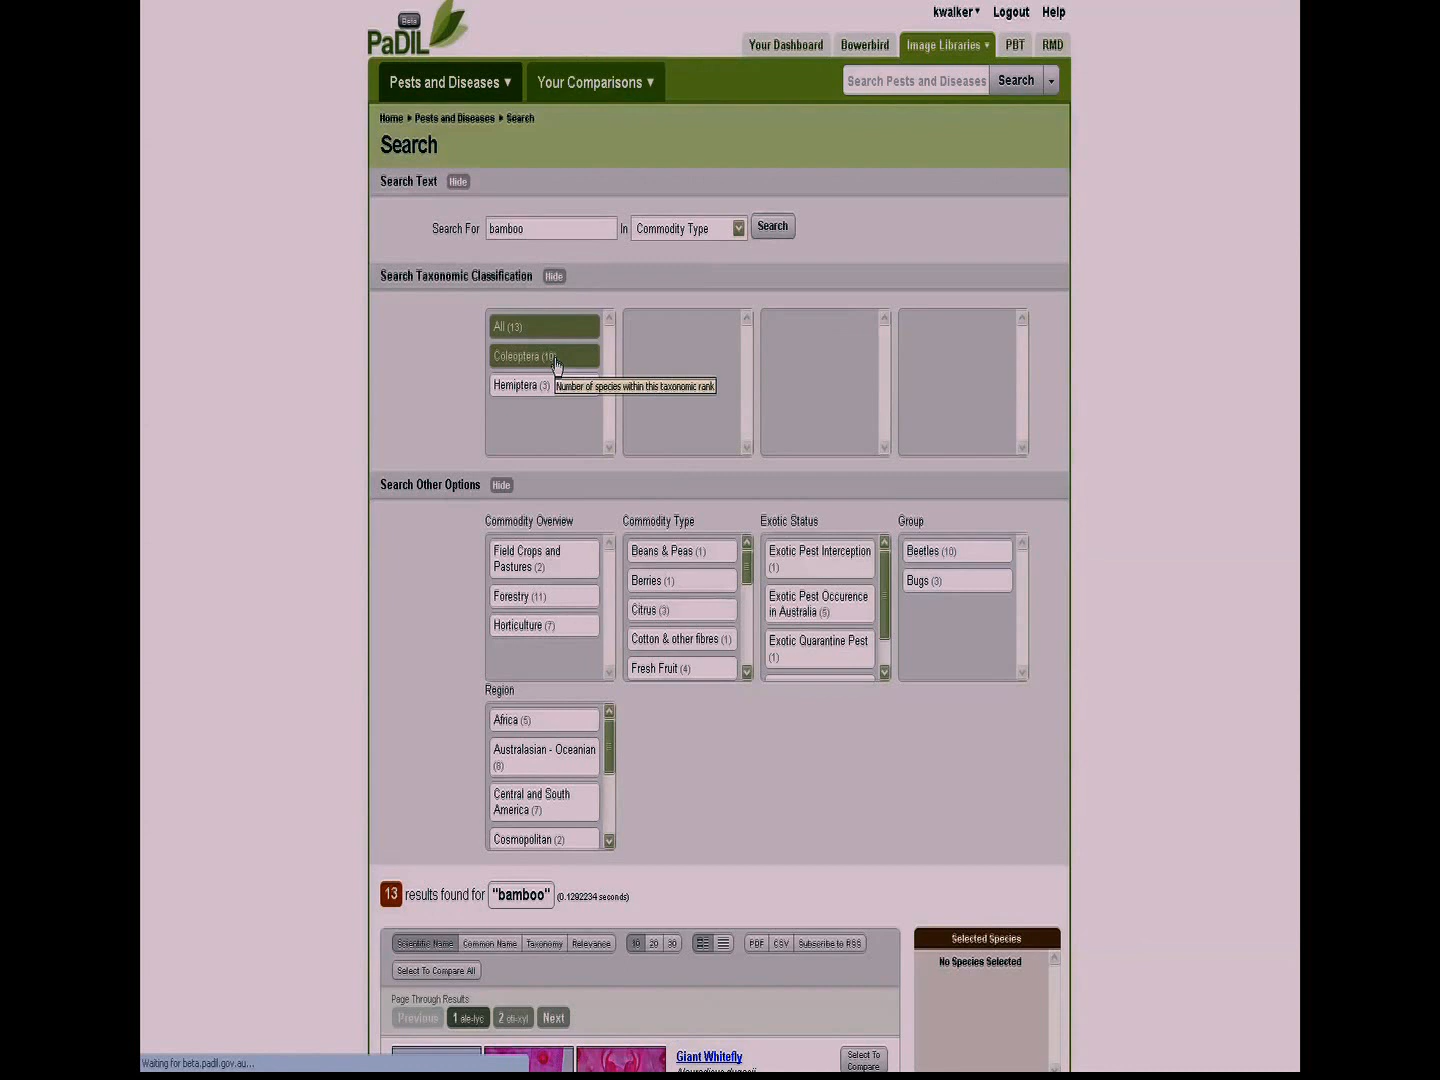 Beta
PaDIL
kwalker▾ Logout Help
Your Dashboard Bowerbird Image Libraries▾ PBT RMD
Pests and Diseases ▾ Your Comparisons ▾ Search Pests and Diseases Search
Home ▸ Pests and Diseases ▸ Search
Search
Search Text Hide
Search For bamboo In Commodity Type Search
Search Taxonomic Classification Hide
All (13)
Coleoptera (10)
Hemiptera (3)
Number of species within this taxonomic rank
Search Other Options Hide
Commodity Overview
Field Crops and
Pastures (2)
Forestry (11)
Horticulture (7)
Commodity Type
Beans & Peas (1)
Berries (1)
Citrus (3)
Cotton & other fibres (1)
Fresh Fruit (4)
Exotic Status
Exotic Pest Interception
(1)
Exotic Pest Occurence
in Australia (5)
Exotic Quarantine Pest
(1)
Group
Beetles (10)
Bugs (3)
Region
Africa (5)
Australasian - Oceanian
(8)
Central and South
America (7)
Cosmopolitan (2)
13 results found for "bamboo" (0.1292234 seconds)
Scientific Name Common Name Taxonomy Relevance 10 20 30 PDF CSV Subscribe to RSS
Select To Compare All
Page Through Results
Previous 1 ale-lyc 2 oti-xyl Next
Selected Species
No Species Selected
Giant Whitefly
Select To
Compare
Waiting for beta.padil.gov.au...